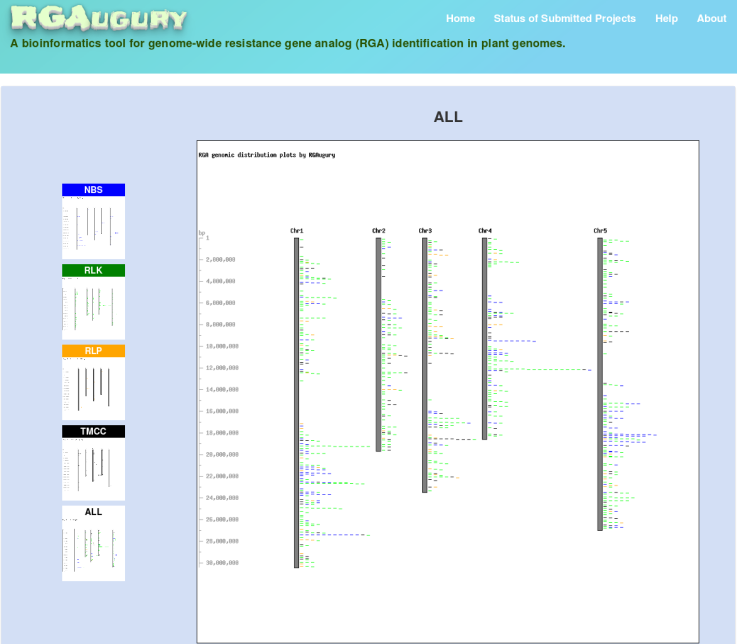 RGAUGURY
Home Status of Submitted Projects Help About
A bioinformatics tool for genome-wide resistance gene analog (RGA) identification in plant genomes.
ALL
RGA genomic distribution plots by RGAugury
NBS
RLK
RLP
TMCC
ALL
Chr1 Chr2 Chr3 Chr4 Chr5
bp
1
2,000,000
4,000,000
6,000,000
8,000,000
10,000,000
12,000,000
14,000,000
16,000,000
18,000,000
20,000,000
22,000,000
24,000,000
26,000,000
28,000,000
30,000,000